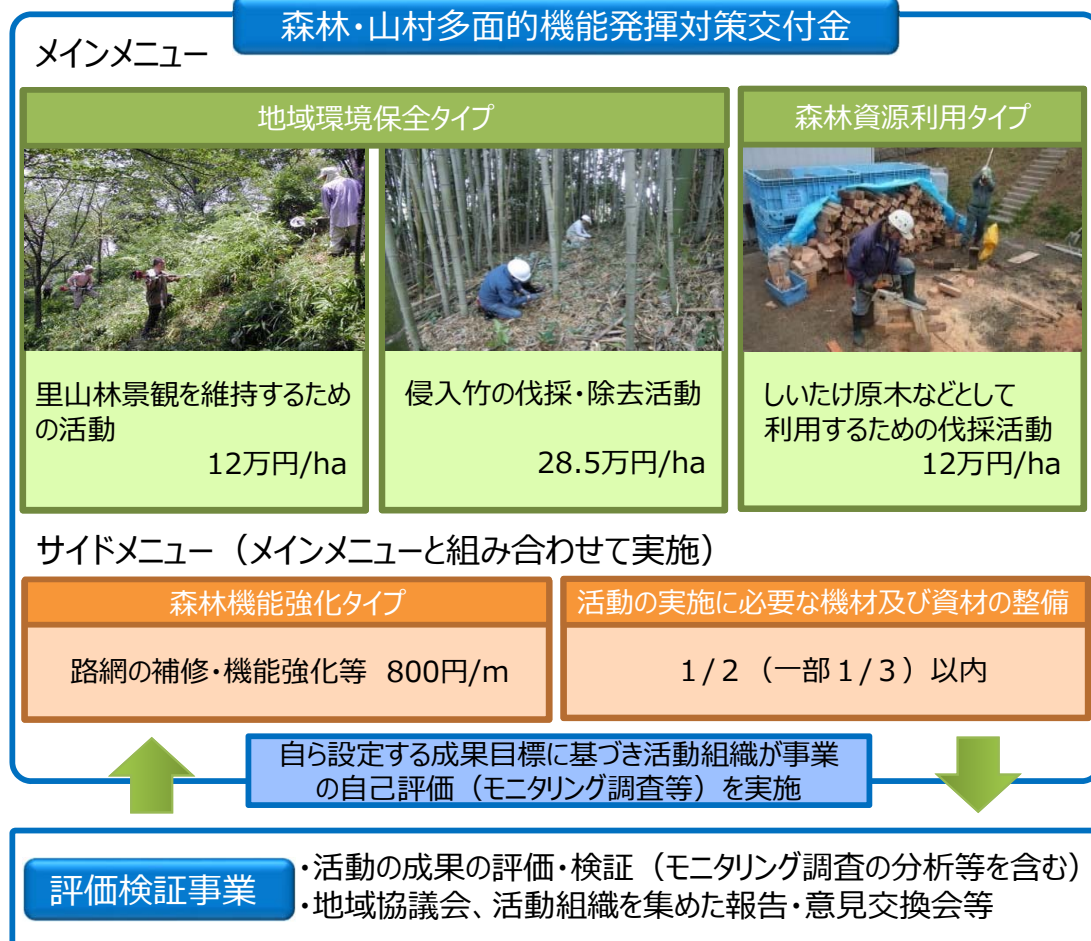 森林・山村多面的機能発揮対策交付金
メインメニュー
地域環境保全タイプ
里山林景観を維持するため
の活動
12万円/ha
侵入竹の伐採・除去活動
28.5万円/ha
森林資源利用タイプ
しいたけ原木などとして
利用するための伐採活動
12万円/ha
サイドメニュー（メインメニューと組み合わせて実施）
森林機能強化タイプ
路網の補修・機能強化等 800円/m
活動の実施に必要な機材及び資材の整備
１/２（一部１/３）以内
自ら設定する成果目標に基づき活動組織が事業
の自己評価（モニタリング調査等）を実施
評価検証事業
・活動の成果の評価・検証（モニタリング調査の分析等を含む）
・地域協議会、活動組織を集めた報告・意見交換会等